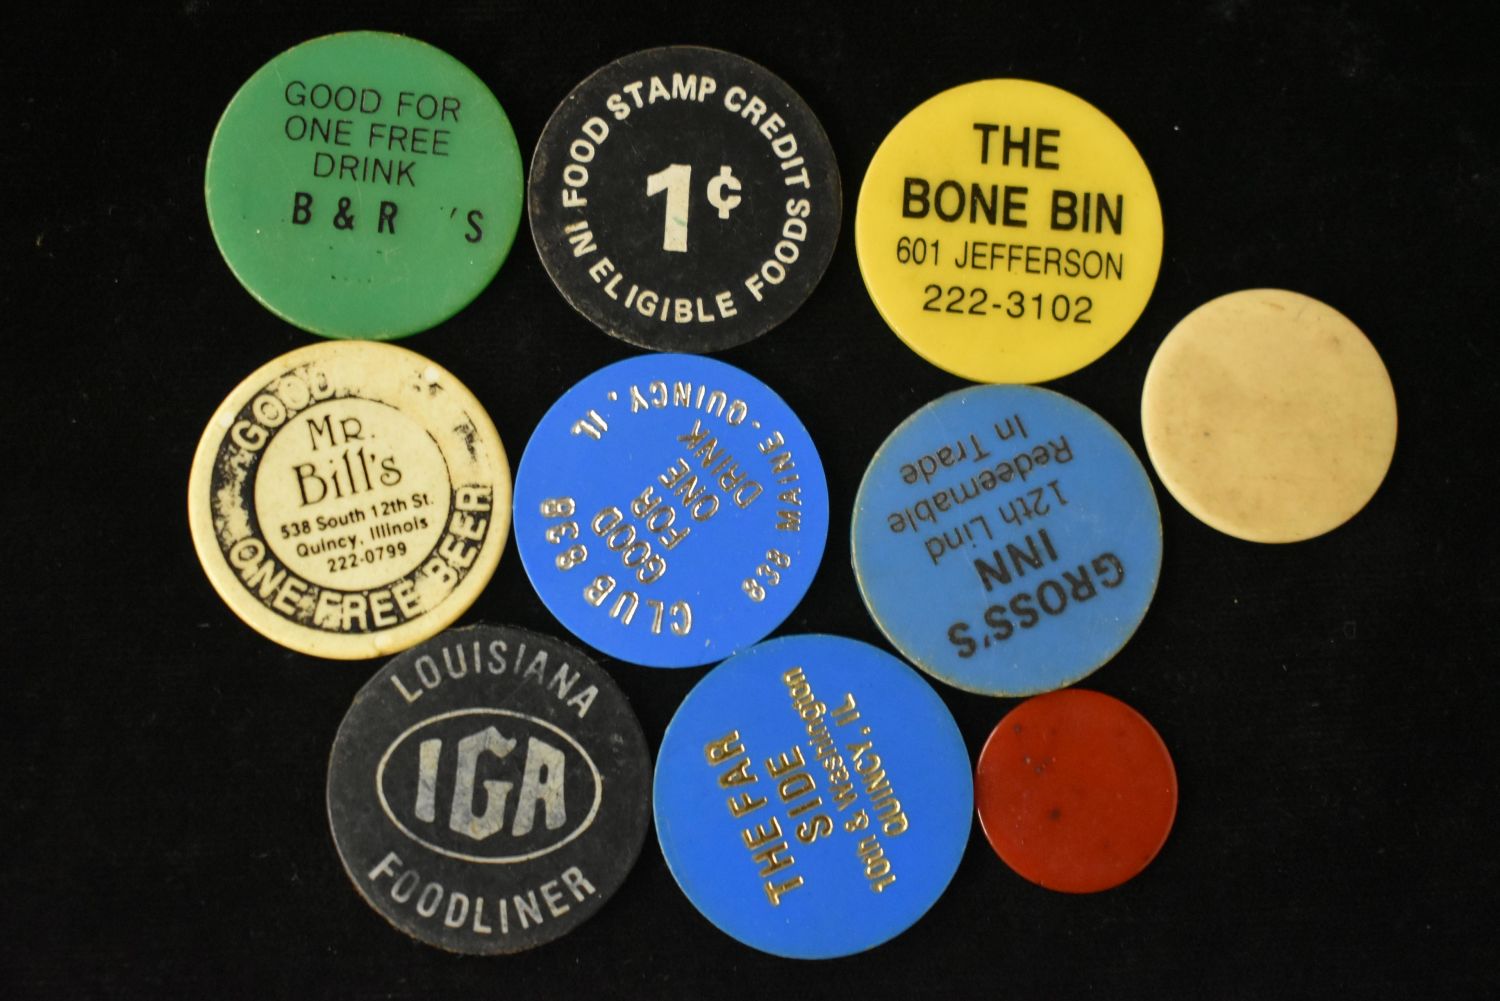 GOOD FOR
ONE FREE
DRINK
B & R 'S
IN FOOD STAMP CREDIT
1¢
IN ELIGIBLE FOODS
THE
BONE BIN
601 JEFFERSON
222-3102
GOOD
Mr.
Bill's
538 South 12th St.
Quincy, Illinois
222-0799
ONE FREE BEER
CLUB 838
GOOD
FOR
ONE
DRINK
838 MAINE - QUINCY, IL.
GROSS'S
INN
12th Lind
Redeemable
In Trade
LOUISIANA
IGA
FOODLINER
THE FAR
SIDE
10th & Washington
QUINCY, IL